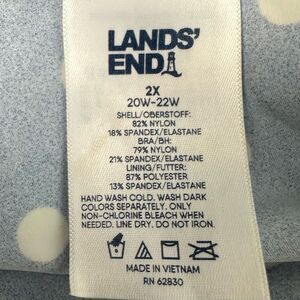 LANDS'
END
2X
20W-22W
SHELL/OBERSTOFF:
82% NYLON
18% SPANDEX/ELASTANE
BRA/BH:
79% NYLON
21% SPANDEX/ELASTANE
LINING/FUTTER:
87% POLYESTER
13% SPANDEX/ELASTANE
HAND WASH COLD. WASH DARK
COLORS SEPARATELY. ONLY
NON-CHLORINE BLEACH WHEN
NEEDED. LINE DRY. DO NOT IRON.
MADE IN VIETNAM
RN 62830